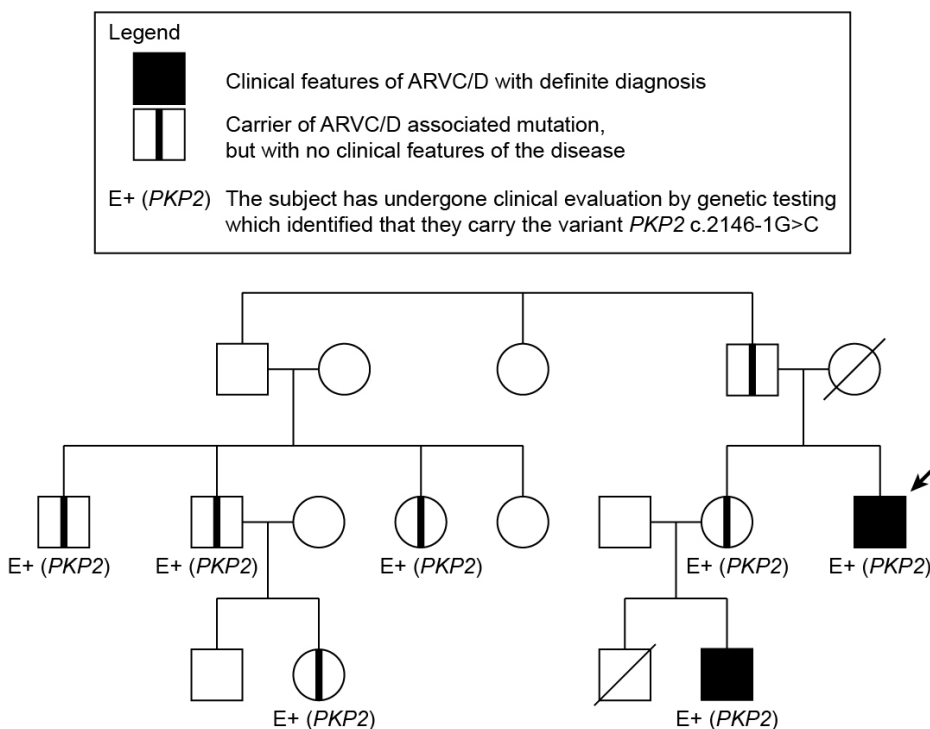 Legend
Clinical features of ARVC/D with definite diagnosis
Carrier of ARVC/D associated mutation,
but with no clinical features of the disease
E+ (PKP2) The subject has undergone clinical evaluation by genetic testing
which identified that they carry the variant PKP2 c.2146-1G>C
E+ (PKP2) E+ (PKP2) E+ (PKP2) E+ (PKP2) E+ (PKP2)
E+ (PKP2) E+ (PKP2)